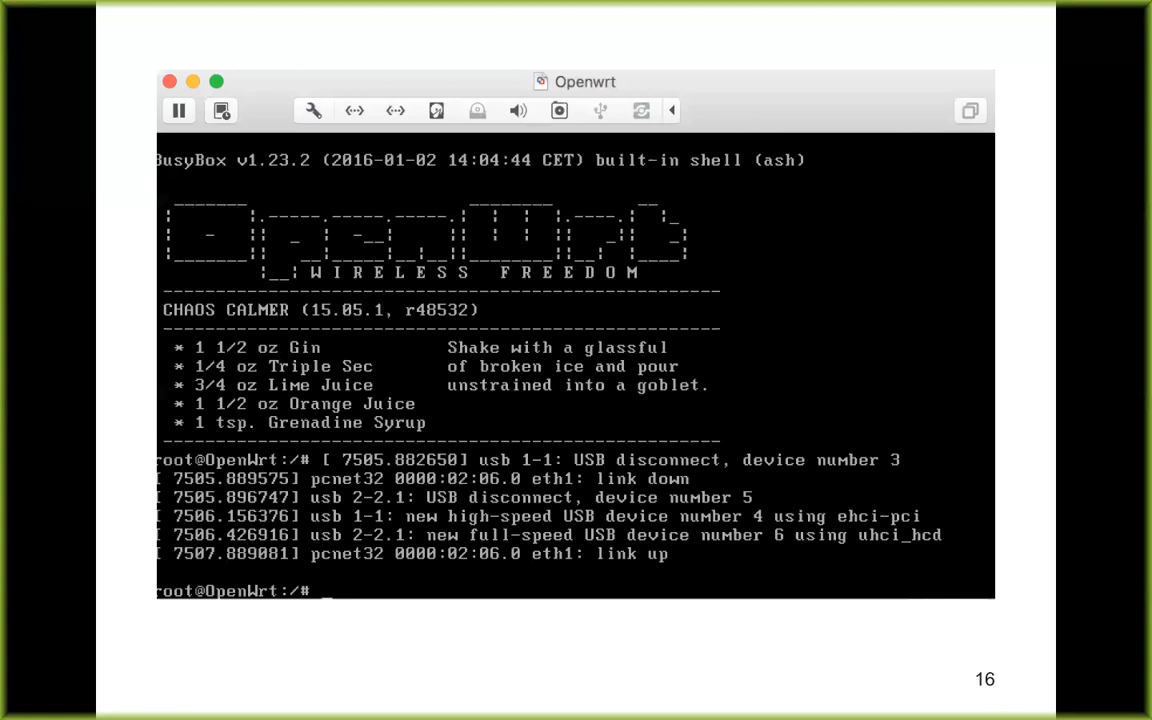 Openwrt
BusyBox v1.23.2 (2016-01-02 14:04:44 CET) built-in shell (ash)
OpenWrt
W I R E L E S S   F R E E D O M
CHAOS CALMER (15.05.1, r48532)
* 1 1/2 oz Gin            Shake with a glassful
* 1/4 oz Triple Sec       of broken ice and pour
* 3/4 oz Lime Juice       unstrained into a goblet.
* 1 1/2 oz Orange Juice
* 1 tsp. Grenadine Syrup
root@OpenWrt:/# [ 7505.882650] usb 1-1: USB disconnect, device number 3
[ 7505.889575] pcnet32 0000:02:06.0 eth1: link down
[ 7505.896747] usb 2-2.1: USB disconnect, device number 5
[ 7506.156376] usb 1-1: new high-speed USB device number 4 using ehci-pci
[ 7506.426916] usb 2-2.1: new full-speed USB device number 6 using uhci_hcd
[ 7507.889081] pcnet32 0000:02:06.0 eth1: link up
root@OpenWrt:/# _
16